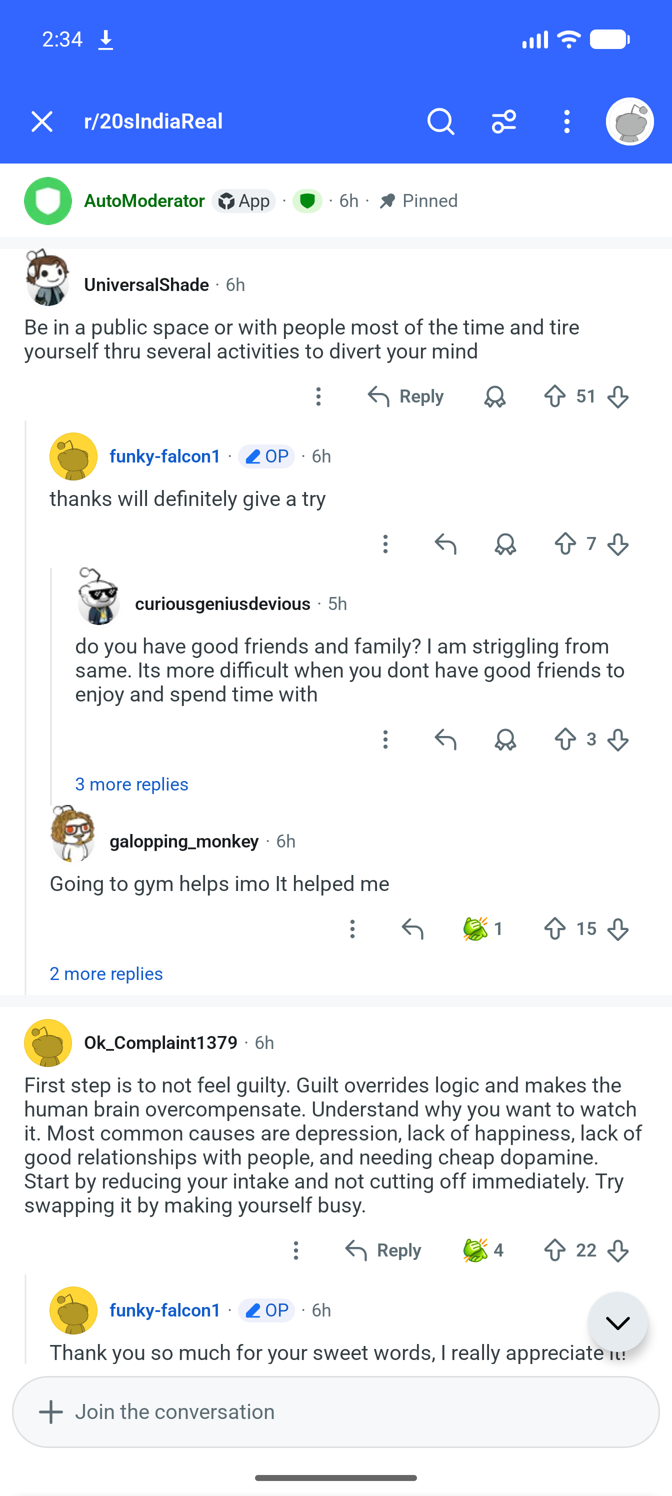 2:34
r/20sIndiaReal
AutoModerator App · · 6h · Pinned
UniversalShade · 6h
Be in a public space or with people most of the time and tire
yourself thru several activities to divert your mind
Reply 51
funky-falcon1 · OP · 6h
thanks will definitely give a try
7
curiousgeniusdevious · 5h
do you have good friends and family? I am striggling from
same. Its more difficult when you dont have good friends to
enjoy and spend time with
3
3 more replies
galopping_monkey · 6h
Going to gym helps imo It helped me
1 15
2 more replies
Ok_Complaint1379 · 6h
First step is to not feel guilty. Guilt overrides logic and makes the
human brain overcompensate. Understand why you want to watch
it. Most common causes are depression, lack of happiness, lack of
good relationships with people, and needing cheap dopamine.
Start by reducing your intake and not cutting off immediately. Try
swapping it by making yourself busy.
Reply 4 22
funky-falcon1 · OP · 6h
Thank you so much for your sweet words, I really appreciate it!
Join the conversation